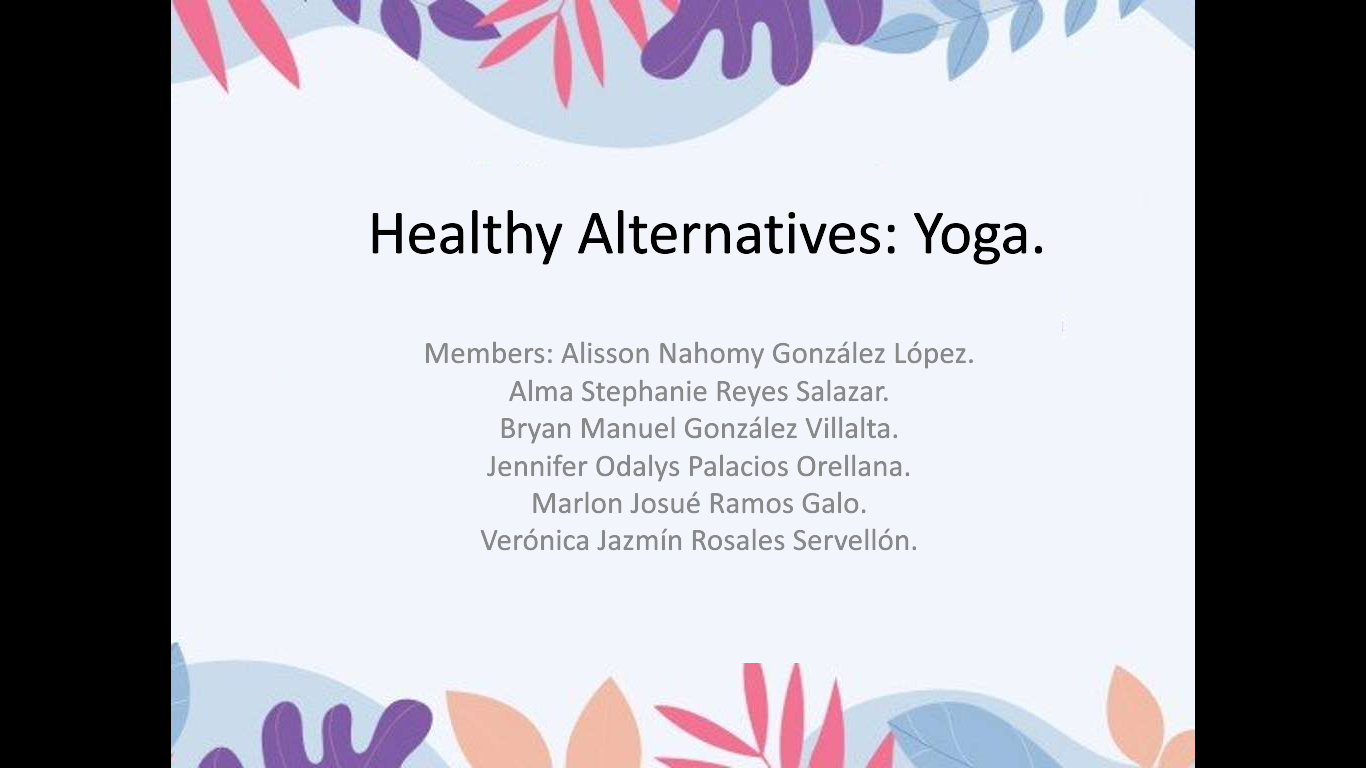 Healthy Alternatives: Yoga.
Members: Alisson Nahomy González López.
Alma Stephanie Reyes Salazar.
Bryan Manuel González Villalta.
Jennifer Odalys Palacios Orellana.
Marlon Josué Ramos Galo.
Verónica Jazmín Rosales Servellón.